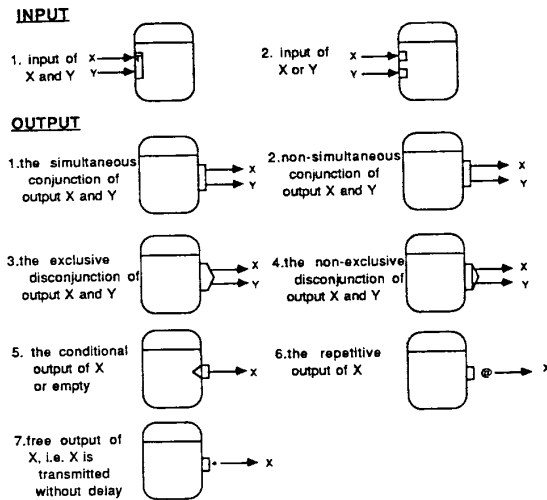 INPUT
1. input of
X and Y
X
Y
2. input of
X or Y
X
Y
OUTPUT
1.the simultaneous
conjunction of
output X and Y
X
Y
2.non-simultaneous
conjunction of
output X and Y
X
Y
3.the exclusive
disconjunction of
output X and Y
X
Y
4.the non-exclusive
disconjunction of
output X and Y
X
Y
5. the conditional
output of X
or empty
X
6.the repetitive
output of X
@
X
7.free output of
X, i.e. X is
transmitted
without delay
X